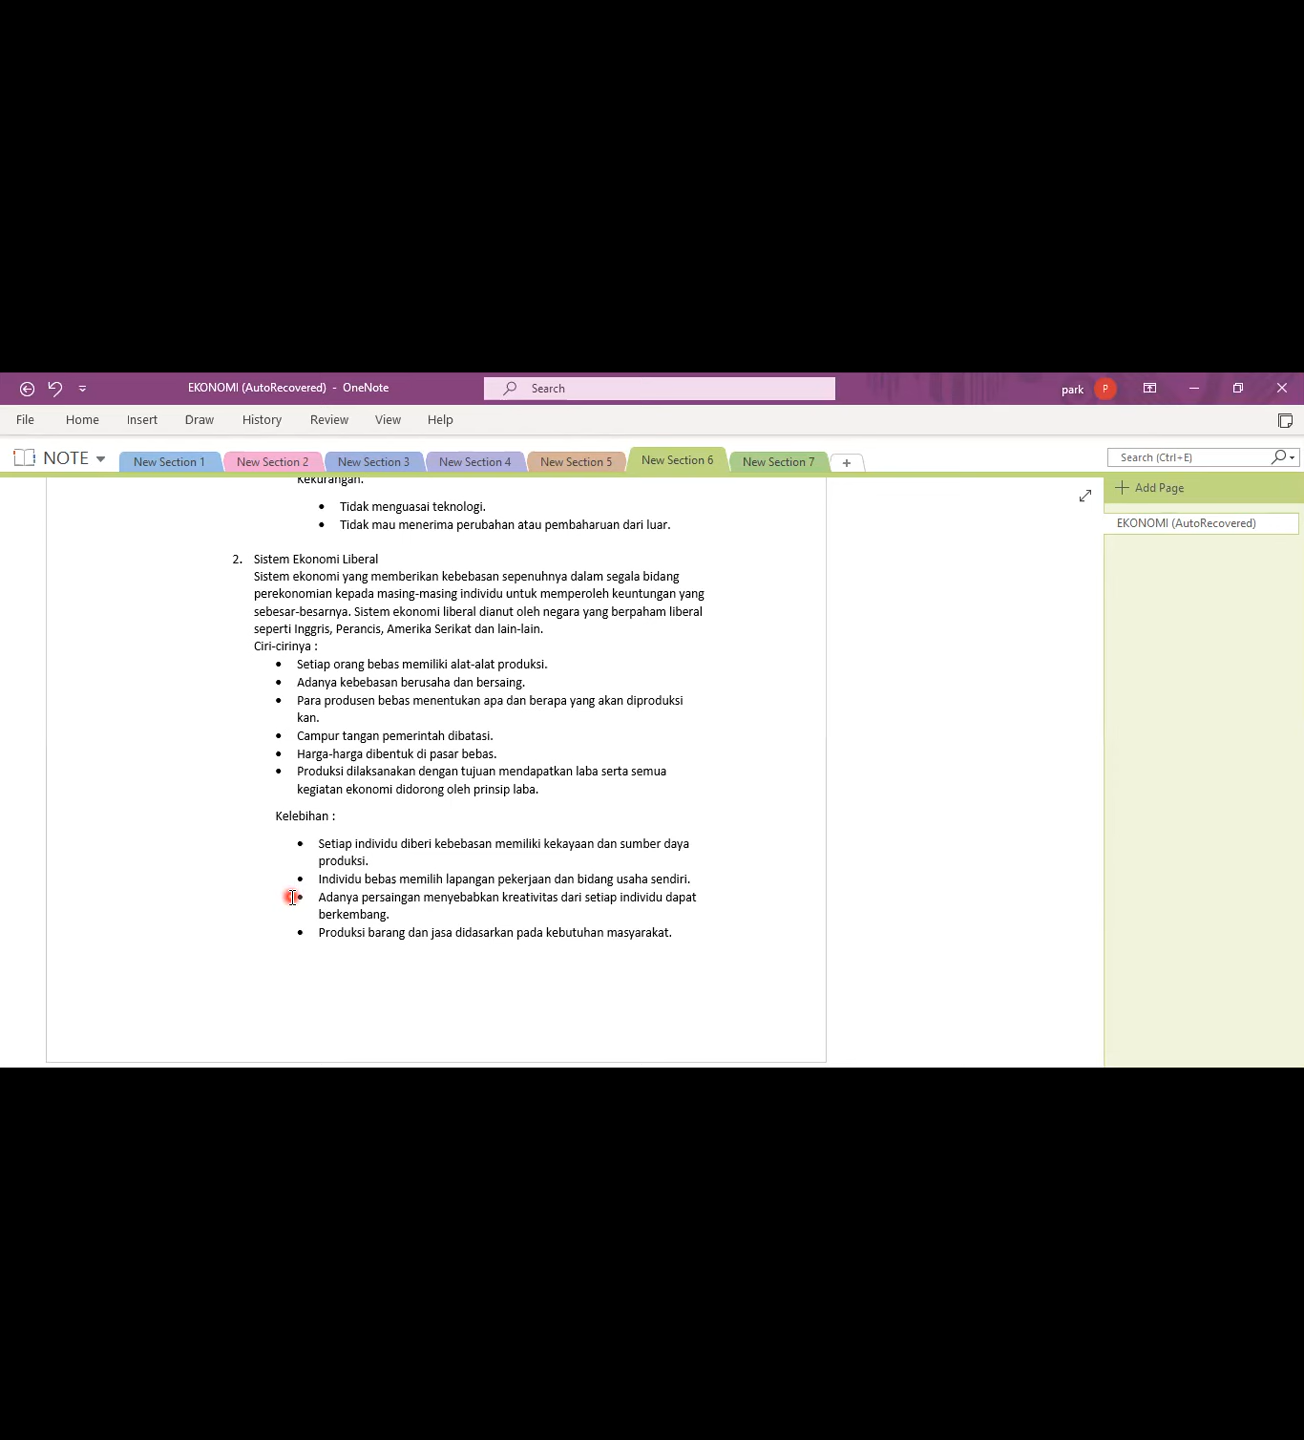 EKONOMI (AutoRecovered) - OneNote
Search
park
P
File Home Insert Draw History Review View Help
NOTE
New Section 1 New Section 2 New Section 3 New Section 4 New Section 5 New Section 6 New Section 7 +
Search (Ctrl+E)
Add Page
EKONOMI (AutoRecovered)
Kekurangan.
• Tidak menguasai teknologi.
• Tidak mau menerima perubahan atau pembaharuan dari luar.
2. Sistem Ekonomi Liberal
Sistem ekonomi yang memberikan kebebasan sepenuhnya dalam segala bidang
perekonomian kepada masing-masing individu untuk memperoleh keuntungan yang
sebesar-besarnya. Sistem ekonomi liberal dianut oleh negara yang berpaham liberal
seperti Inggris, Perancis, Amerika Serikat dan lain-lain.
Ciri-cirinya :
• Setiap orang bebas memiliki alat-alat produksi.
• Adanya kebebasan berusaha dan bersaing.
• Para produsen bebas menentukan apa dan berapa yang akan diproduksi
kan.
• Campur tangan pemerintah dibatasi.
• Harga-harga dibentuk di pasar bebas.
• Produksi dilaksanakan dengan tujuan mendapatkan laba serta semua
kegiatan ekonomi didorong oleh prinsip laba.
Kelebihan :
• Setiap individu diberi kebebasan memiliki kekayaan dan sumber daya
produksi.
• Individu bebas memilih lapangan pekerjaan dan bidang usaha sendiri.
• Adanya persaingan menyebabkan kreativitas dari setiap individu dapat
berkembang.
• Produksi barang dan jasa didasarkan pada kebutuhan masyarakat.